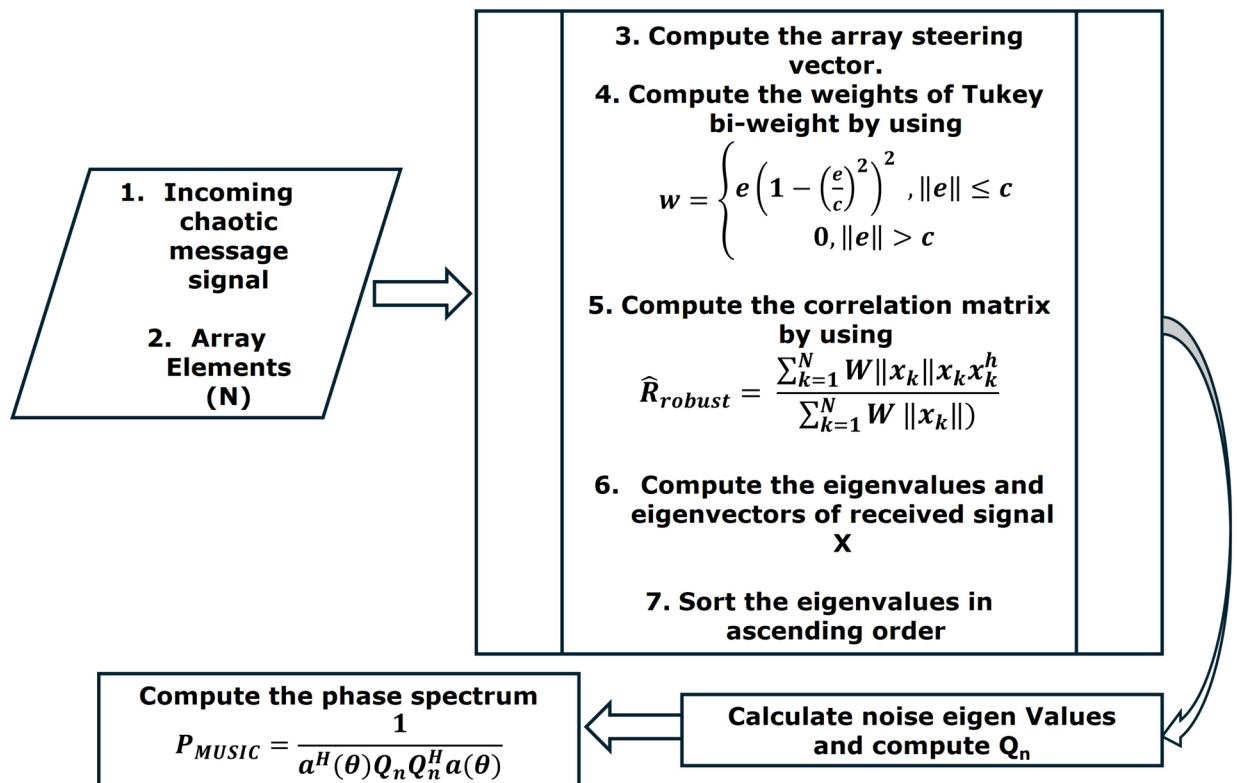 1. Incoming
chaotic
message
signal
2. Array
Elements
(N)
3. Compute the array steering
vector.
4. Compute the weights of Tukey
bi-weight by using
w = { e(1 − (e/c)²)² , ‖e‖ ≤ c
0, ‖e‖ > c
5. Compute the correlation matrix
by using
R̂_robust = ∑_{k=1}^{N} W‖x_k‖x_k x_k^h / ∑_{k=1}^{N} W ‖x_k‖)
6. Compute the eigenvalues and
eigenvectors of received signal
X
7. Sort the eigenvalues in
ascending order
Calculate noise eigen Values
and compute Qₙ
Compute the phase spectrum
P_MUSIC = 1 / a^H(θ)Q_n Q_n^H a(θ)